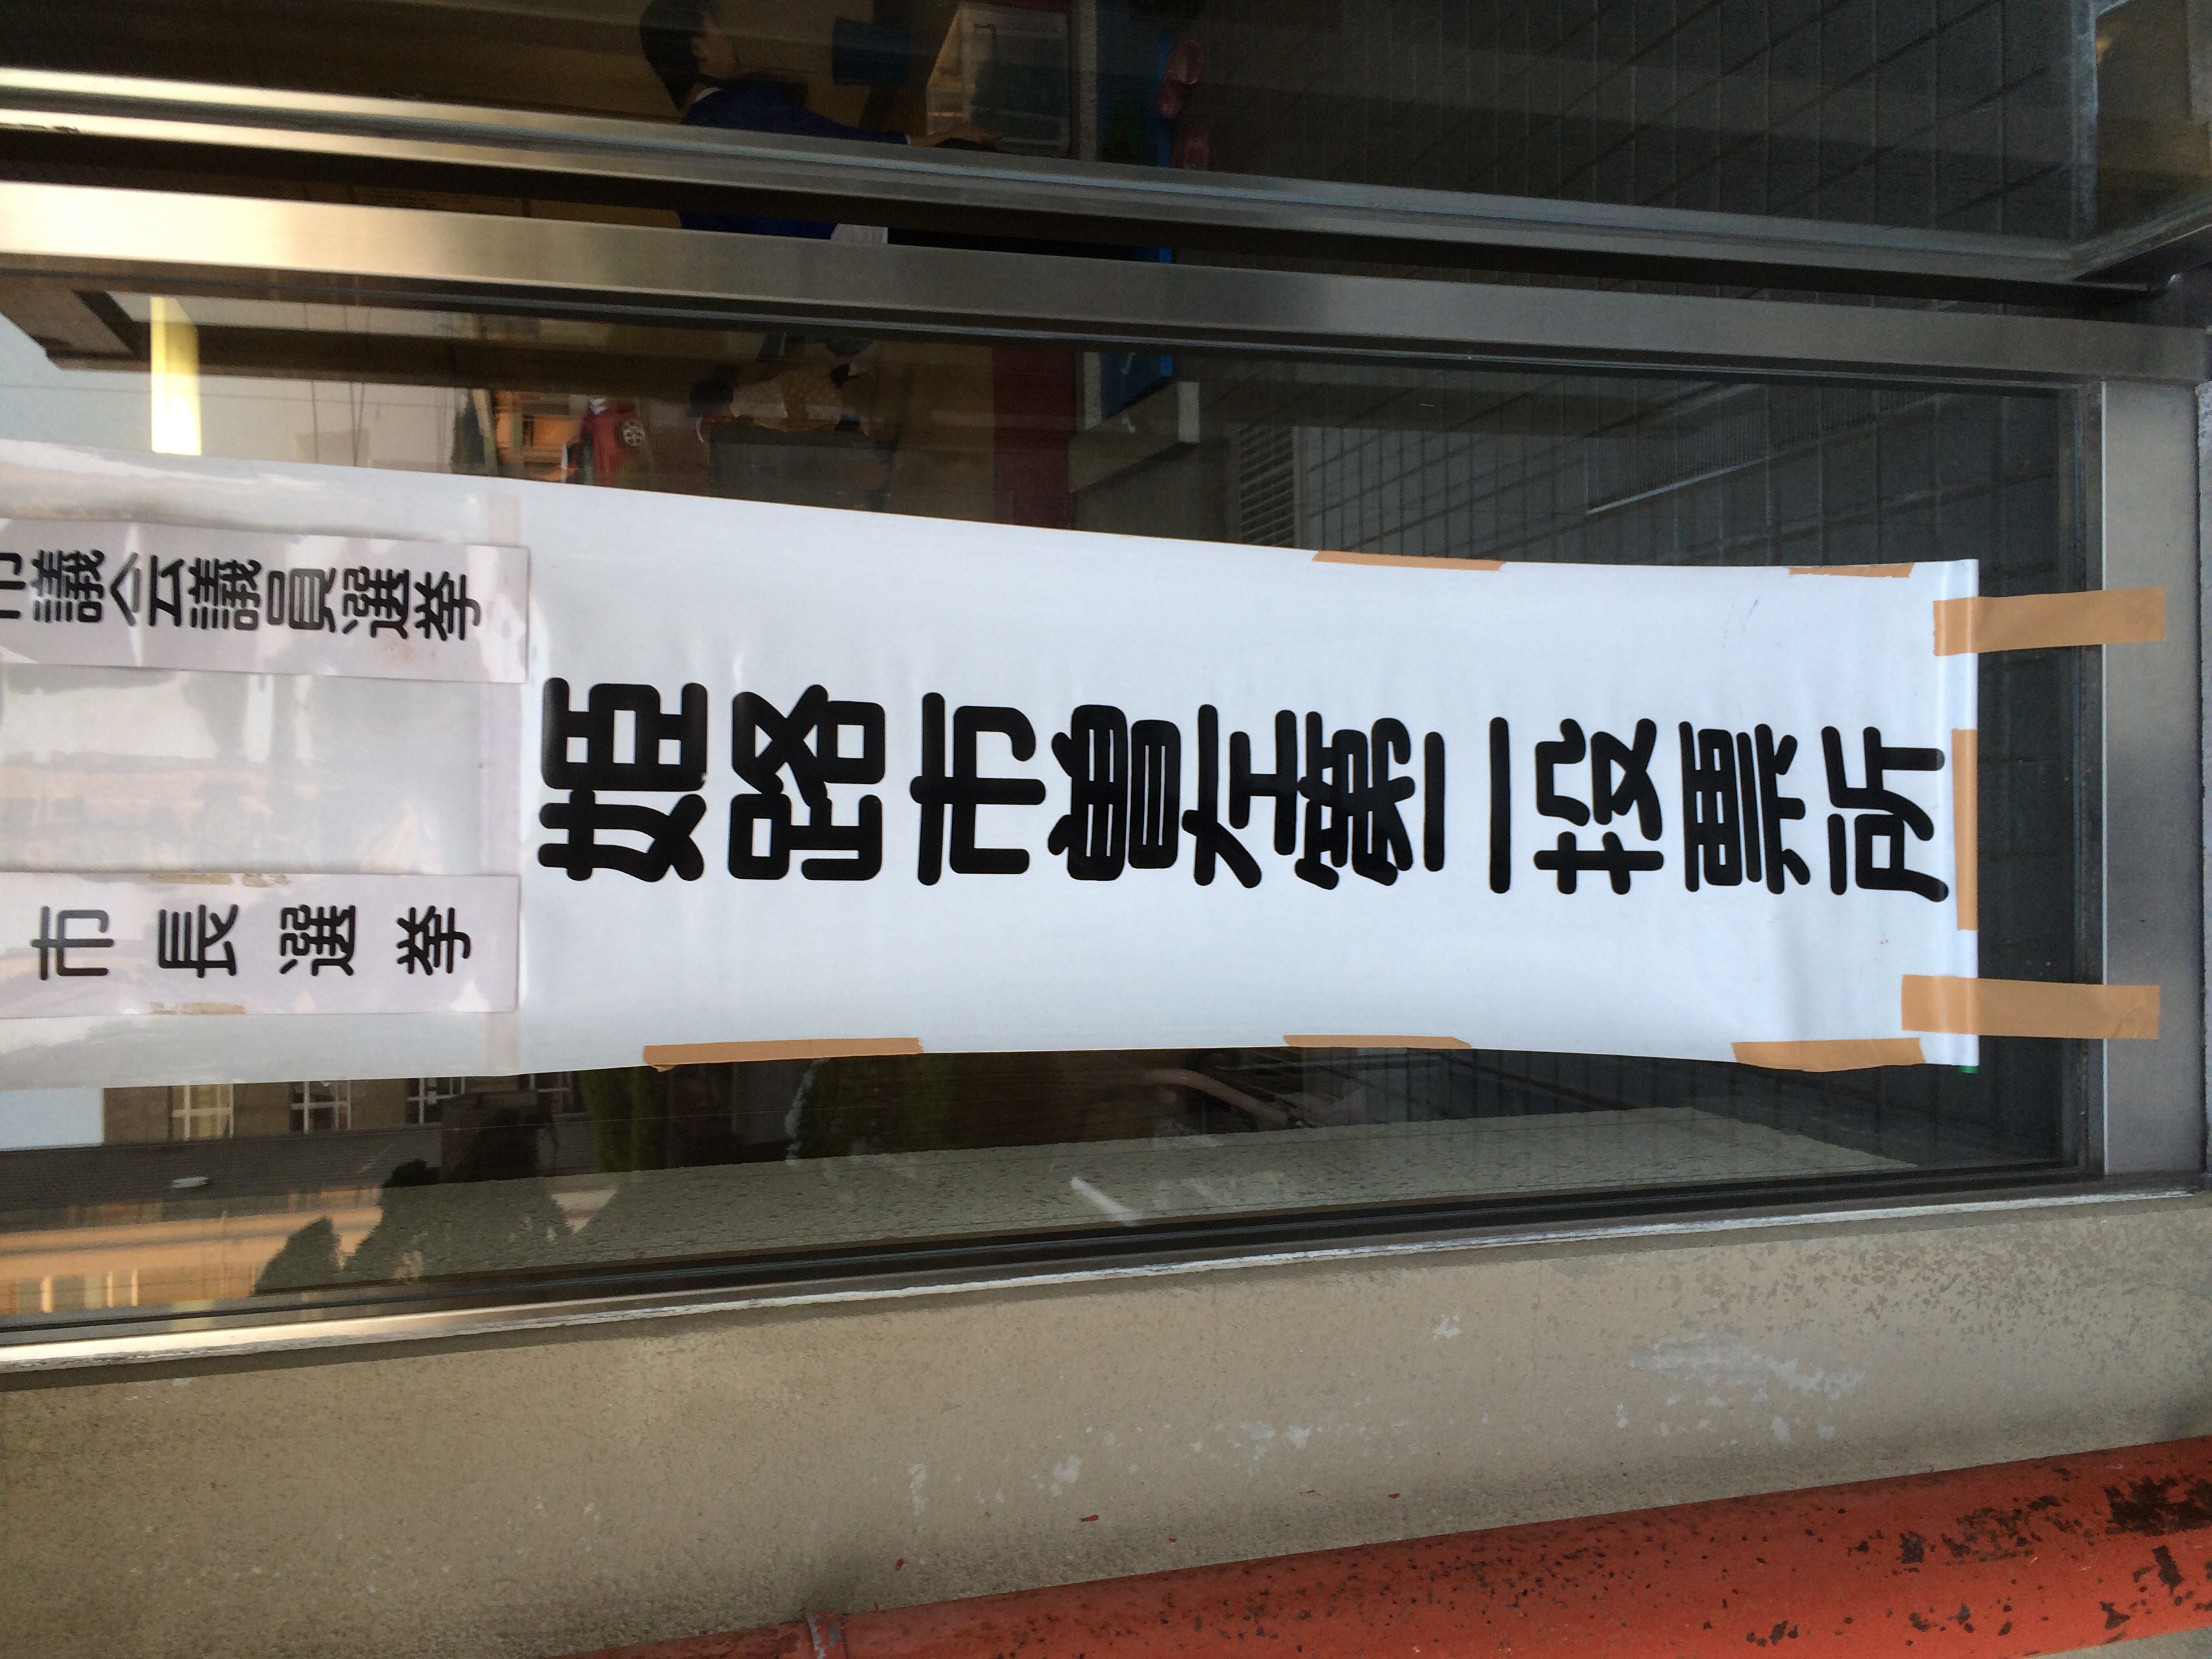 市議会議員選挙
市長選挙
姫路市曽左第二投票所